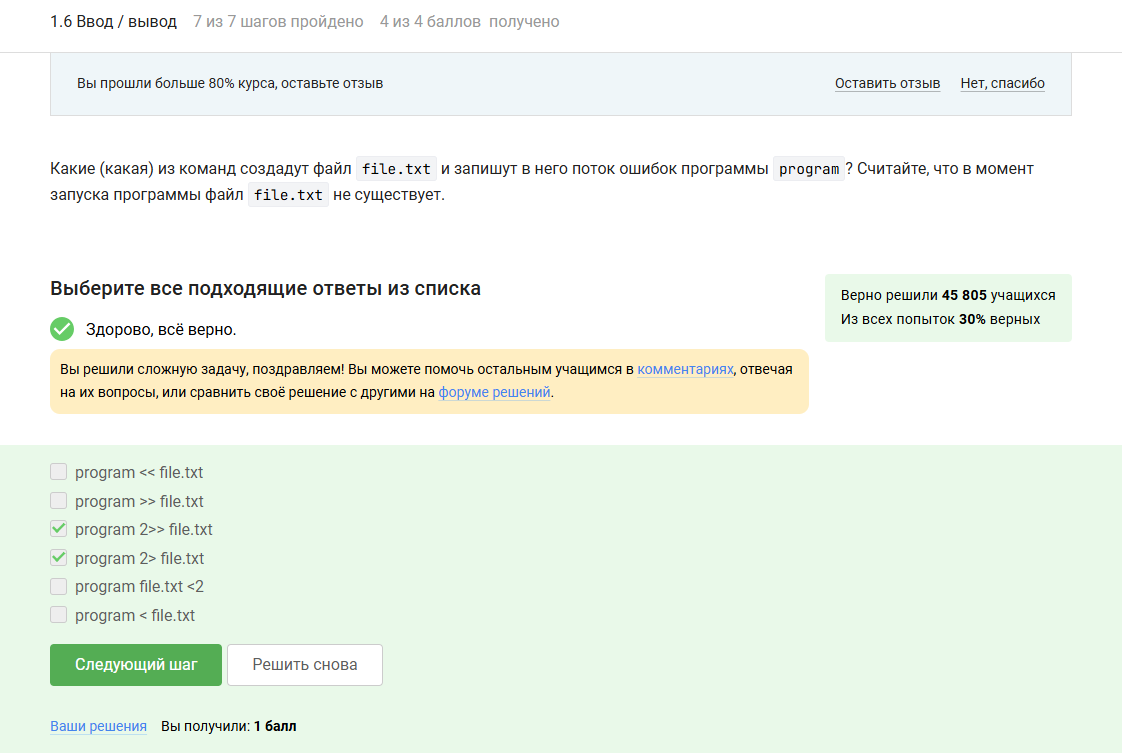 1.6 Ввод / вывод 7 из 7 шагов пройдено 4 из 4 баллов получено
Вы прошли больше 80% курса, оставьте отзыв Оставить отзыв Нет, спасибо
Какие (какая) из команд создадут файл file.txt и запишут в него поток ошибок программы program? Считайте, что в момент
запуска программы файл file.txt не существует.
Выберите все подходящие ответы из списка
Верно решили 45 805 учащихся
Из всех попыток 30% верных
Здорово, всё верно.
Вы решили сложную задачу, поздравляем! Вы можете помочь остальным учащимся в комментариях, отвечая
на их вопросы, или сравнить своё решение с другими на форуме решений.
program << file.txt
program >> file.txt
program 2>> file.txt
program 2> file.txt
program file.txt <2
program < file.txt
Следующий шаг Решить снова
Ваши решения Вы получили: 1 балл